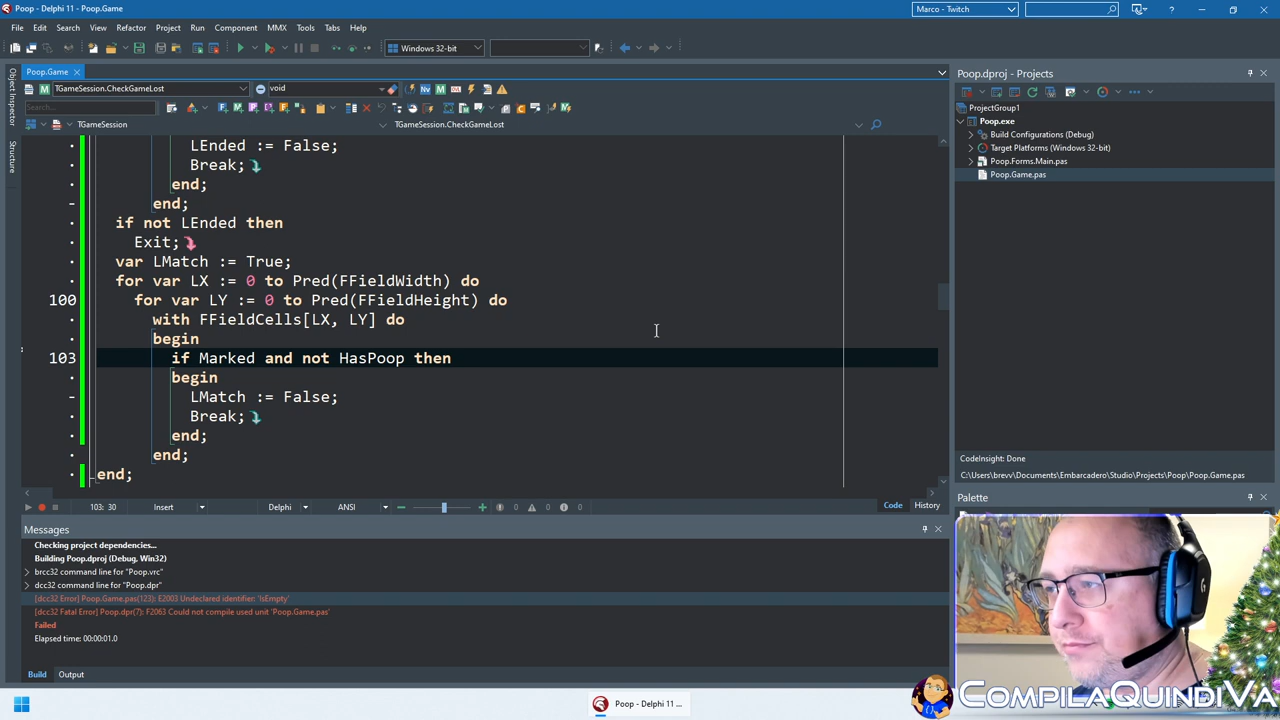 Poop - Delphi 11 - Poop.Game
Marco - Twitch
File Edit Search View Refactor Project Run Component MMX Tools Tabs Help
Windows 32-bit
Poop.Game
Poop.dproj - Projects
TGameSession.CheckGameLost
void
Search...
TGameSession
TGameSession.CheckGameLost
ProjectGroup1
Poop.exe
Build Configurations (Debug)
Target Platforms (Windows 32-bit)
Poop.Forms.Main.pas
Poop.Game.pas
Object Inspector
Structure
LEnded := False;
Break;
end;
end;
if not LEnded then
Exit;
var LMatch := True;
for var LX := 0 to Pred(FFieldWidth) do
100 for var LY := 0 to Pred(FFieldHeight) do
with FFieldCells[LX, LY] do
begin
103 if Marked and not HasPoop then
begin
LMatch := False;
Break;
end;
end;
end;
CodeInsight: Done
C:\Users\brevv\Documents\Embarcadero\Studio\Projects\Poop\Poop.Game.pas
103: 30 Insert Delphi ANSI 0 0 0 Code History
Palette
Messages
Checking project dependencies...
Building Poop.dproj (Debug, Win32)
brcc32 command line for "Poop.vrc"
dcc32 command line for "Poop.dpr"
[dcc32 Error] Poop.Game.pas(123): E2003 Undeclared identifier: 'IsEmpty'
[dcc32 Fatal Error] Poop.dpr(7): F2063 Could not compile used unit 'Poop.Game.pas'
Failed
Elapsed time: 00:00:01.0
Build Output
Poop - Delphi 11 ...
COMPILAQUINDIVA